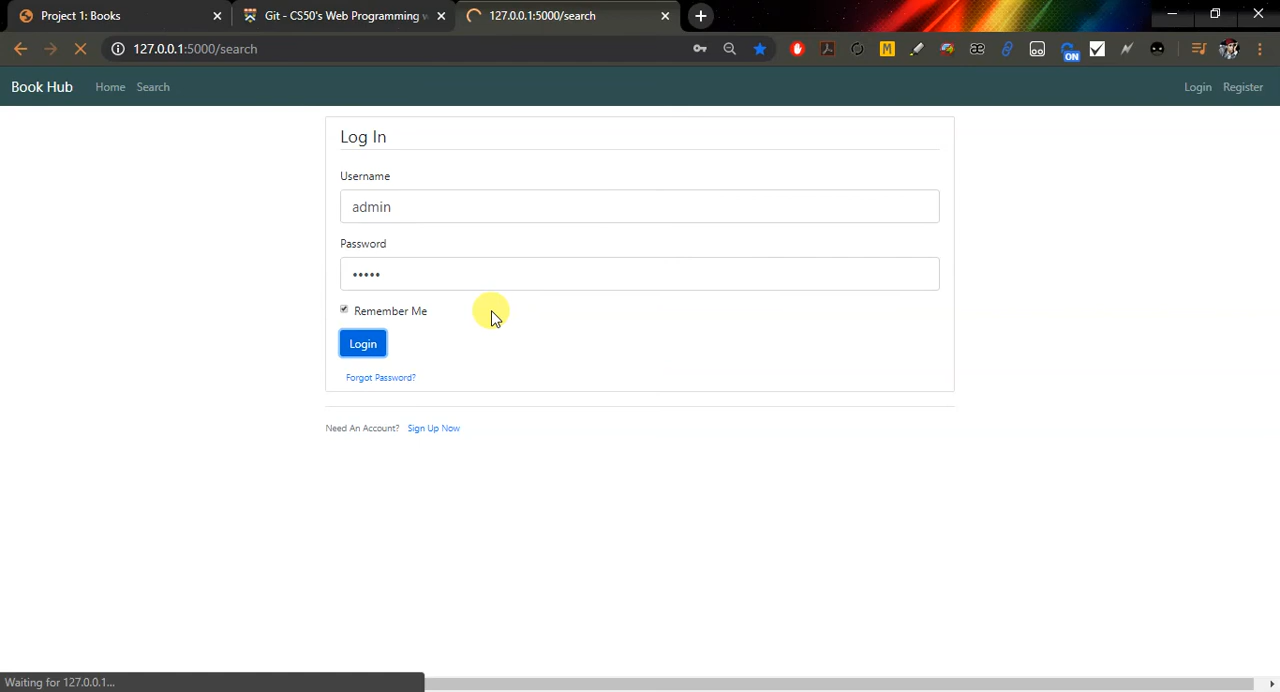 Project 1: Books
Git - CS50's Web Programming w
127.0.0.1:5000/search
127.0.0.1:5000/search
M
æ
ON
Book Hub
Home
Search
Login
Register
Log In
Username
admin
Password
•••••
Remember Me
Login
Forgot Password?
Need An Account? Sign Up Now
Waiting for 127.0.0.1...